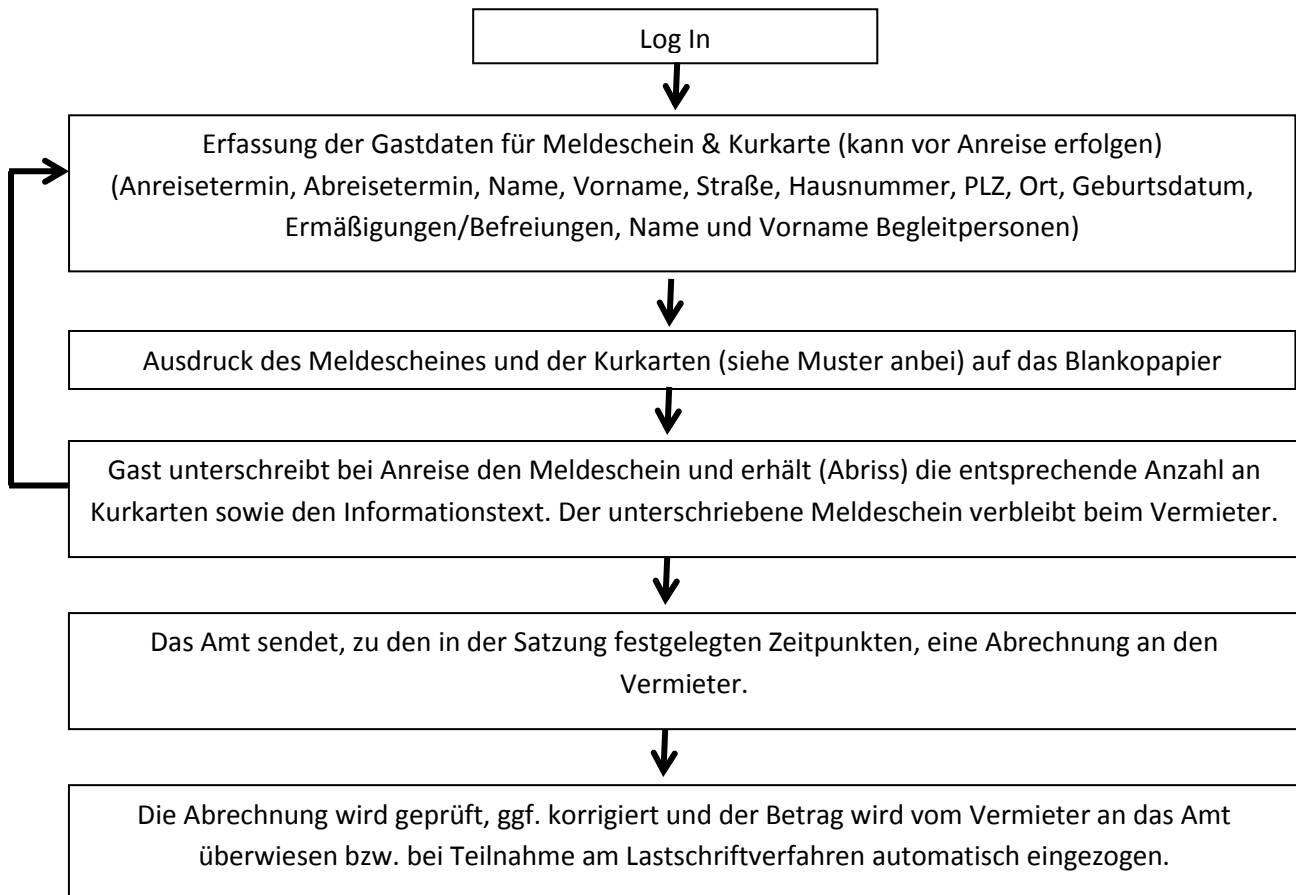 Log In
Erfassung der Gastdaten für Meldeschein & Kurkarte (kann vor Anreise erfolgen)
(Anreisetermin, Abreisetermin, Name, Vorname, Straße, Hausnummer, PLZ, Ort, Geburtsdatum,
Ermäßigungen/Befreiungen, Name und Vorname Begleitpersonen)
Ausdruck des Meldescheines und der Kurkarten (siehe Muster anbei) auf das Blankopapier
Gast unterschreibt bei Anreise den Meldeschein und erhält (Abriss) die entsprechende Anzahl an
Kurkarten sowie den Informationstext. Der unterschriebene Meldeschein verbleibt beim Vermieter.
Das Amt sendet, zu den in der Satzung festgelegten Zeitpunkten, eine Abrechnung an den
Vermieter.
Die Abrechnung wird geprüft, ggf. korrigiert und der Betrag wird vom Vermieter an das Amt
überwiesen bzw. bei Teilnahme am Lastschriftverfahren automatisch eingezogen.